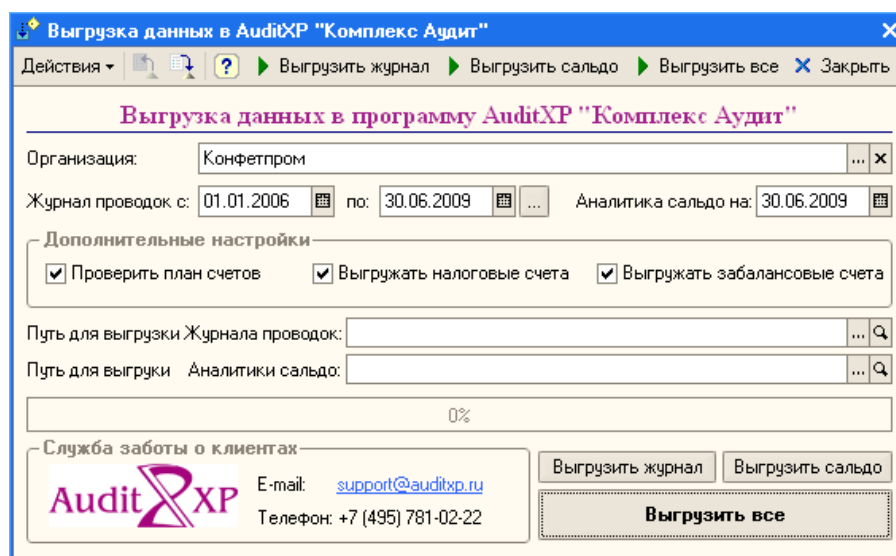 Выгрузка данных в AuditXP "Комплекс Аудит"
Действия Выгрузить журнал Выгрузить сальдо Выгрузить все Закрыть
Выгрузка данных в программу AuditXP "Комплекс Аудит"
Организация: Конфетпром ...
Журнал проводок с: 01.01.2006 по: 30.06.2009 ... Аналитика сальдо на: 30.06.2009
Дополнительные настройки
Проверить план счетов Выгружать налоговые счета Выгружать забалансовые счета
Путь для выгрузки Журнала проводок: ...
Путь для выгруки Аналитики сальдо: ...
0%
Служба заботы о клиентах
Audit XP
E-mail: support@auditxp.ru
Телефон: +7 (495) 781-02-22
Выгрузить журнал Выгрузить сальдо
Выгрузить все